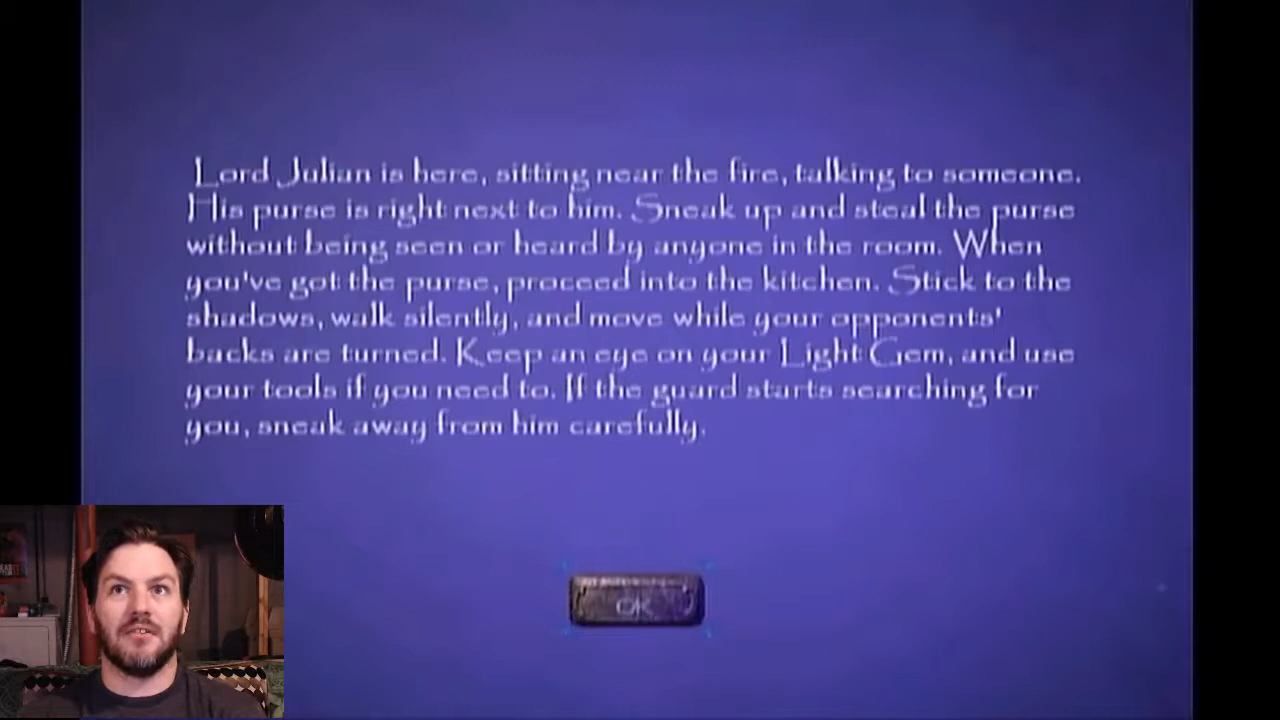 Lord Julian is here, sitting near the fire, talking to someone.
His purse is right next to him. Sneak up and steal the purse
without being seen or heard by anyone in the room. When
you've got the purse, proceed into the kitchen. Stick to the
shadows, walk silently, and move while your opponents'
backs are turned. Keep an eye on your Light Gem, and use
your tools if you need to. If the guard starts searching for
you, sneak away from him carefully.
OK